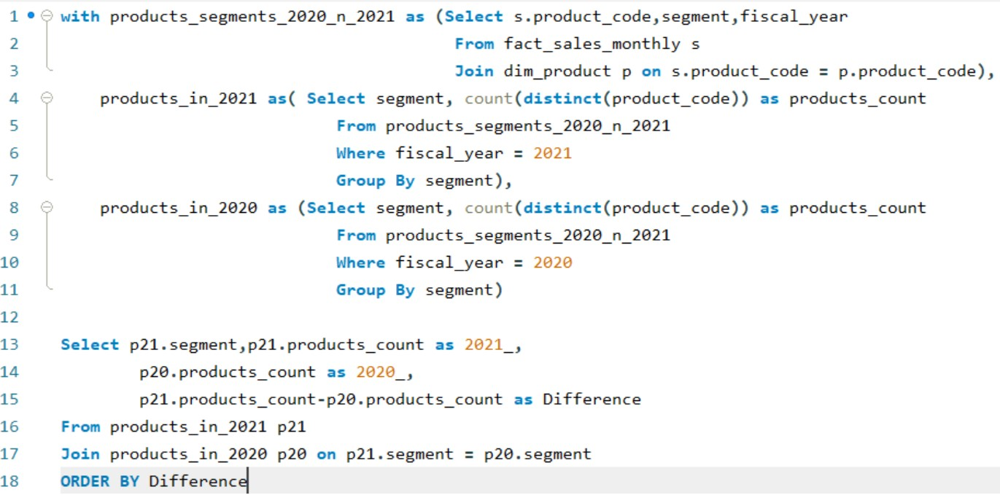 1 with products_segments_2020_n_2021 as (Select s.product_code,segment,fiscal_year
2 From fact_sales_monthly s
3 Join dim_product p on s.product_code = p.product_code),
4 products_in_2021 as( Select segment, count(distinct(product_code)) as products_count
5 From products_segments_2020_n_2021
6 Where fiscal_year = 2021
7 Group By segment),
8 products_in_2020 as (Select segment, count(distinct(product_code)) as products_count
9 From products_segments_2020_n_2021
10 Where fiscal_year = 2020
11 Group By segment)
12
13 Select p21.segment,p21.products_count as 2021_,
14 p20.products_count as 2020_,
15 p21.products_count-p20.products_count as Difference
16 From products_in_2021 p21
17 Join products_in_2020 p20 on p21.segment = p20.segment
18 ORDER BY Difference